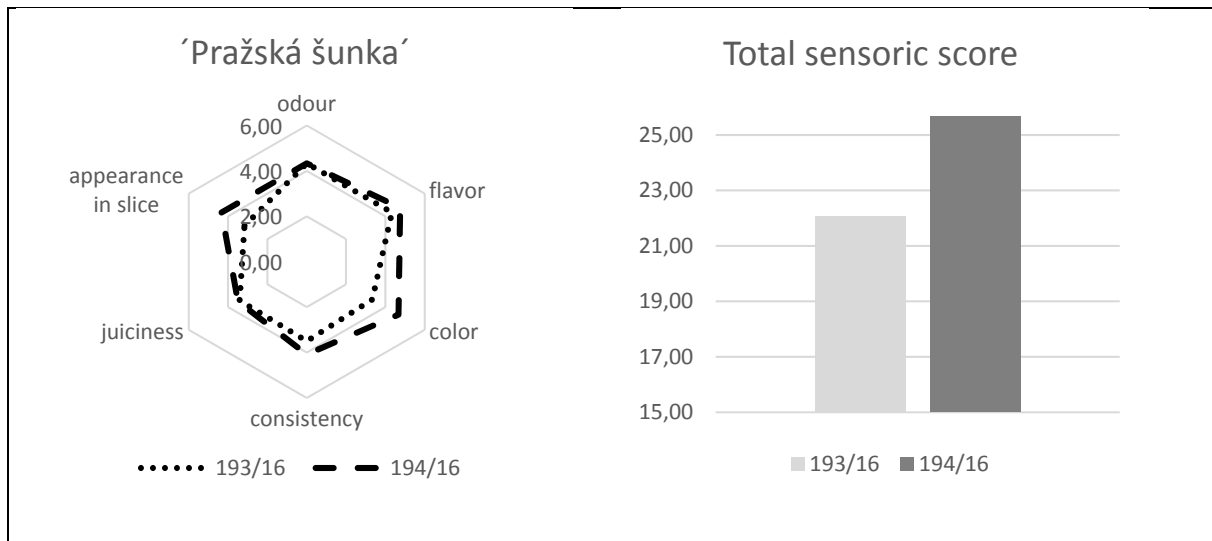 ´Pražská šunka´
odour
6,00
4,00
2,00
0,00
flavor
color
consistency
juiciness
appearance
in slice
193/16
194/16
Total sensoric score
25,00
23,00
21,00
19,00
17,00
15,00
193/16
194/16